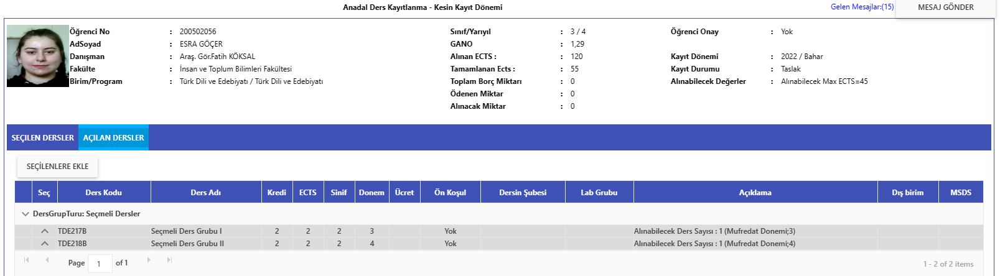 Anadal Ders Kayıtlanma - Kesin Kayıt Dönemi
Gelen Mesajlar:(15)
MESAJ GÖNDER
Öğrenci No : 200502056
AdSoyad : ESRA GÖÇER
Danışman : Araş. Gör.Fatih KÖKSAL
Fakülte : İnsan ve Toplum Bilimleri Fakültesi
Birim/Program : Türk Dili ve Edebiyatı / Türk Dili ve Edebiyatı
Sınıf/Yarıyıl : 3 / 4
GANO : 1,29
Alınan ECTS : : 120
Tamamlanan Ects : : 55
Toplam Borç Miktarı : 0
Ödenen Miktar : 0
Alınacak Miktar : 0
Öğrenci Onay : Yok
Kayıt Dönemi : 2022 / Bahar
Kayıt Durumu : Taslak
Alınabilecek Değerler : Alınabilecek Max ECTS=45
SEÇILEN DERSLER AÇILAN DERSLER
SEÇİLENLERE EKLE
Seç Ders Kodu Ders Adı Kredi ECTS Sinif Donem Ücret Ön Koşul Dersin Şubesi Lab Grubu Açıklama Dış birim MSDS
DersGrupTuru: Seçmeli Dersler
TDE217B Seçmeli Ders Grubu I 2 2 2 3 Yok Alınabilecek Ders Sayısı : 1 (Mufredat Donemi;3)
TDE218B Seçmeli Ders Grubu II 2 2 2 4 Yok Alınabilecek Ders Sayısı : 1 (Mufredat Donemi;4)
Page 1 of 1
1 - 2 of 2 items